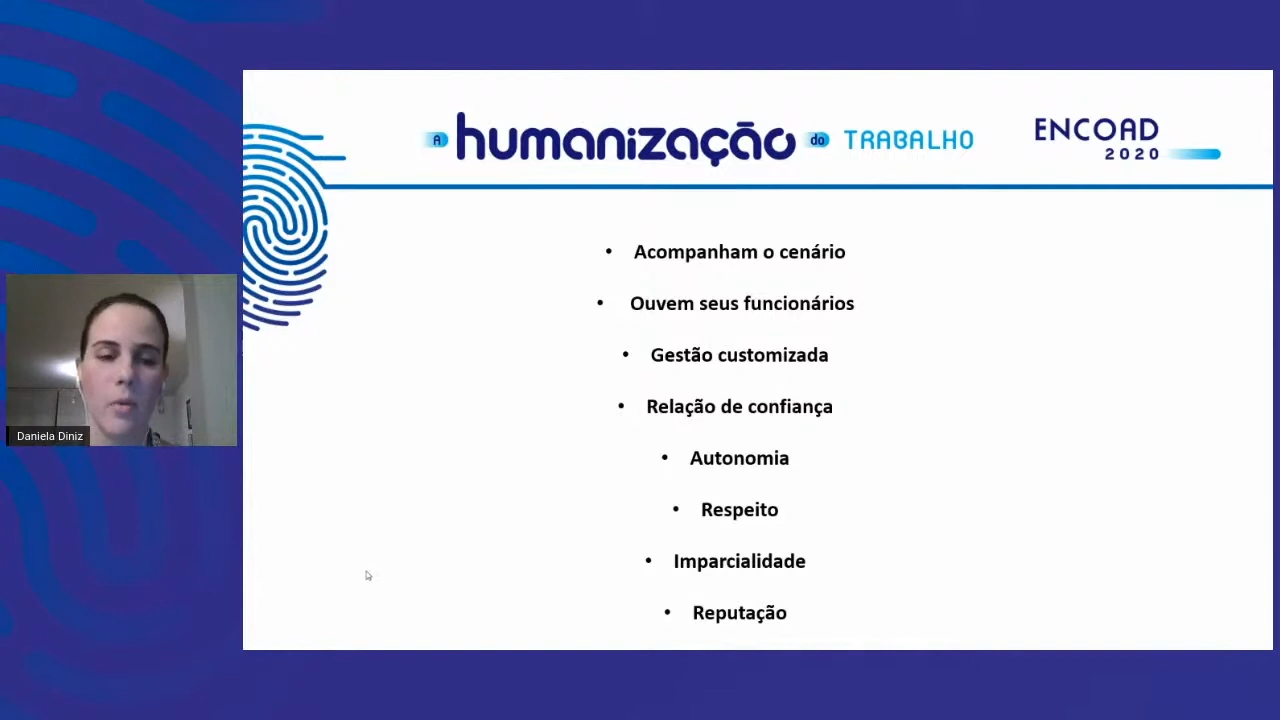 A humanização do TRABALHO
ENCOAD
2020
• Acompanham o cenário
• Ouvem seus funcionários
• Gestão customizada
• Relação de confiança
• Autonomia
• Respeito
• Imparcialidade
• Reputação
Daniela Diniz